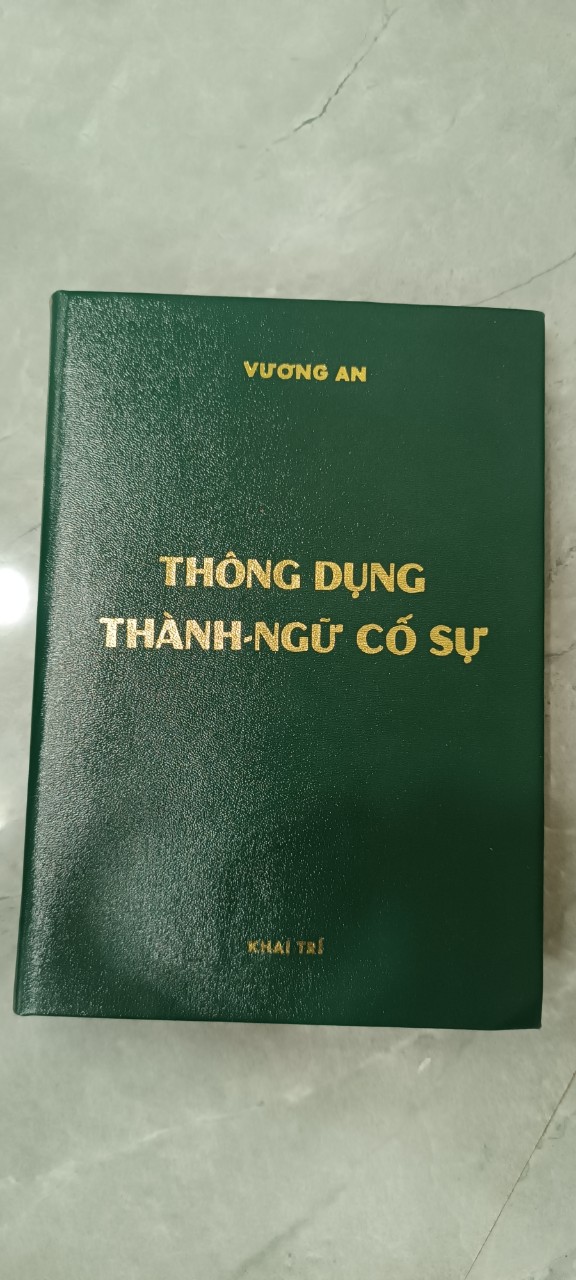 VƯƠNG AN
THÔNG DỤNG
THÀNH-NGỮ CỐ SỰ
KHAI TRÍ